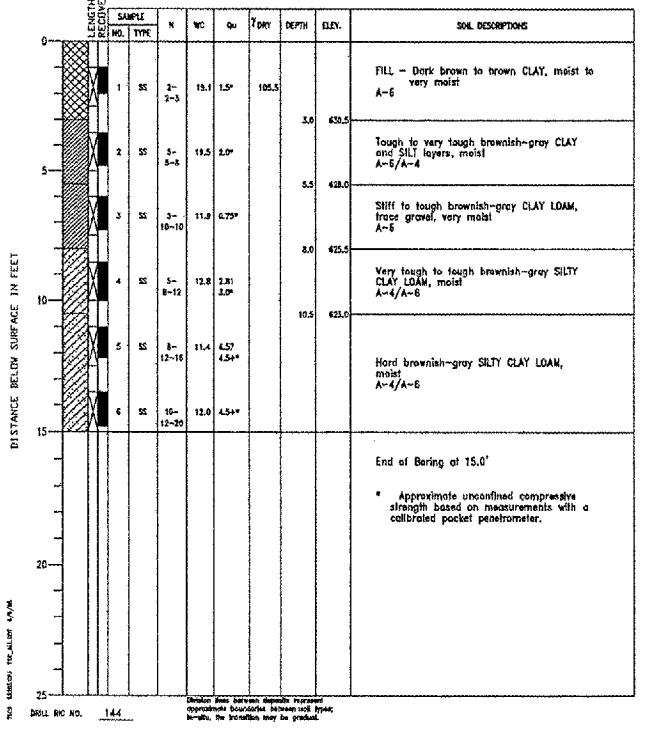 LENGTH
RECOVE
SAMPLE
NO. TYPE N WC Qu γDRY DEPTH ELEV. SOIL DESCRIPTIONS
0
FILL - Dark brown to brown CLAY, moist to
very moist
A-6
1 SS 2- 19.1 1.5* 105.5
2-3
3.0 630.5
Tough to very tough brownish-gray CLAY
and SILT layers, moist
A-6/A-4
2 SS 19.5 2.0*
5
5.5 628.0
Stiff to tough brownish-gray CLAY LOAM,
trace gravel, very moist
A-6
3 SS 11.9 0.75*
10-10
8.0 625.5
Very tough to tough brownish-gray SILTY
CLAY LOAM, moist
A-4/A-6
4 SS 5- 12.8 2.81
8-12 3.0*
10
10.5 623.0
5 SS 8- 11.4 6.57
12-16 4.5+*
Hard brownish-gray SILTY CLAY LOAM,
moist
A-4/A-6
6 SS 10- 12.0 4.5+*
12-20
15
End of Boring at 15.0'
* Approximate unconfined compressive
strength based on measurements with a
calibrated pocket penetrometer.
20
25
DISTANCE BELOW SURFACE IN FEET
DRILL RIG NO. 144
Division lines between deposits represent
approximate boundaries between soil types;
in-situ, the transition may be gradual.